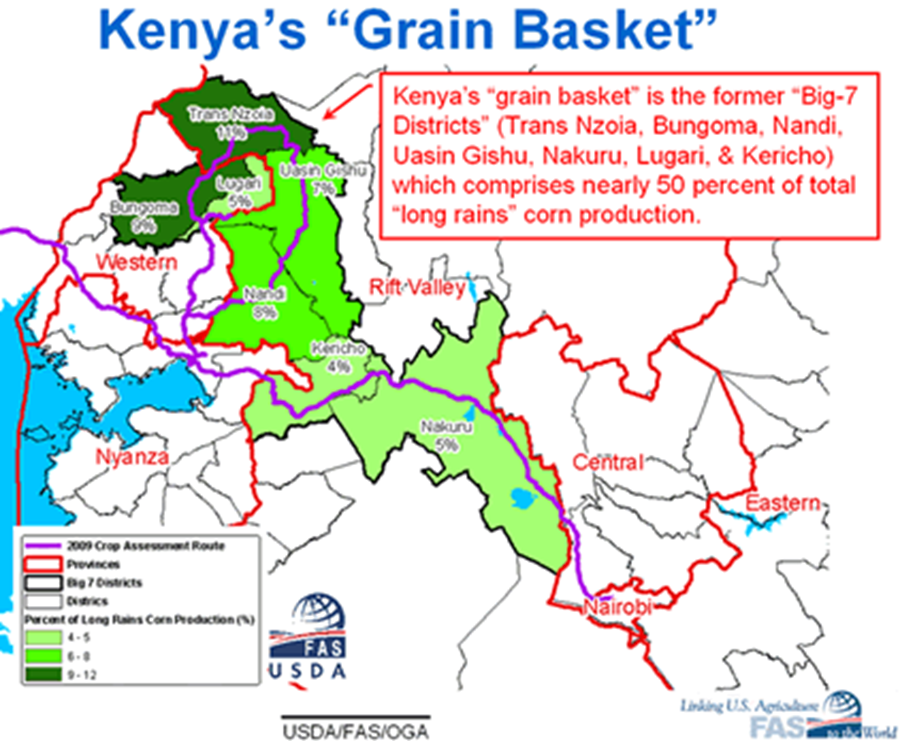 Kenya's “Grain Basket”
Kenya's “grain basket” is the former “Big-7
Districts” (Trans Nzoia, Bungoma, Nandi,
Uasin Gishu, Nakuru, Lugari, & Kericho)
which comprises nearly 50 percent of total
“long rains” corn production.
Trans Nzoia
11%
Uasin Gishu
7%
Lugari
5%
Bungoma
9%
Western
Rift Valley
Nandi
8%
Kericho
4%
Nakuru
5%
Nyanza
Central
Eastern
Nairobi
2009 Crop Assessment Route
Provinces
Big 7 Districts
Districs
Percent of Long Rains Corn Production (%)
4 - 5
6 - 8
9 - 12
FAS
USDA
USDA/FAS/OGA
Linking U.S. Agriculture
FAS to the World